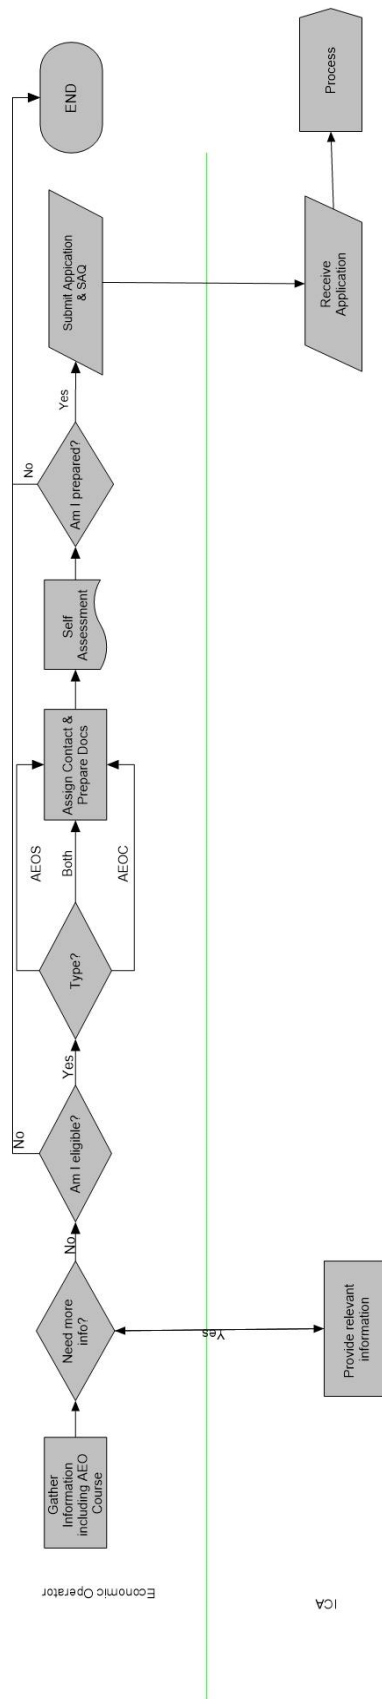 Economic Operator
Gather
Information
including AEO
Course
Need more
info?
No
Yes
Am I eligible?
No
Yes
Type?
AEOS
Both
AEOC
Assign Contact &
Prepare Docs
Self
Assessment
Am I prepared?
No
Yes
Submit Appication
& SAQ
END
ICA
Provide relevant
information
Receive
Application
Process